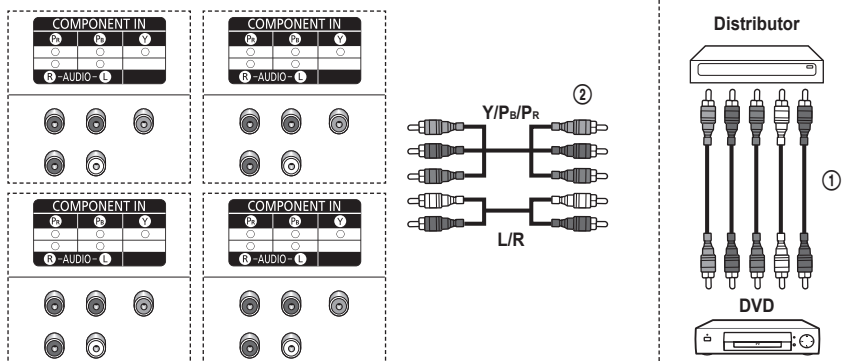 COMPONENT IN
PR PB Y
R -AUDIO- L
COMPONENT IN
PR PB Y
R -AUDIO- L
COMPONENT IN
PR PB Y
R -AUDIO- L
COMPONENT IN
PR PB Y
R -AUDIO- L
Y/PB/PR
②
L/R
Distributor
①
DVD